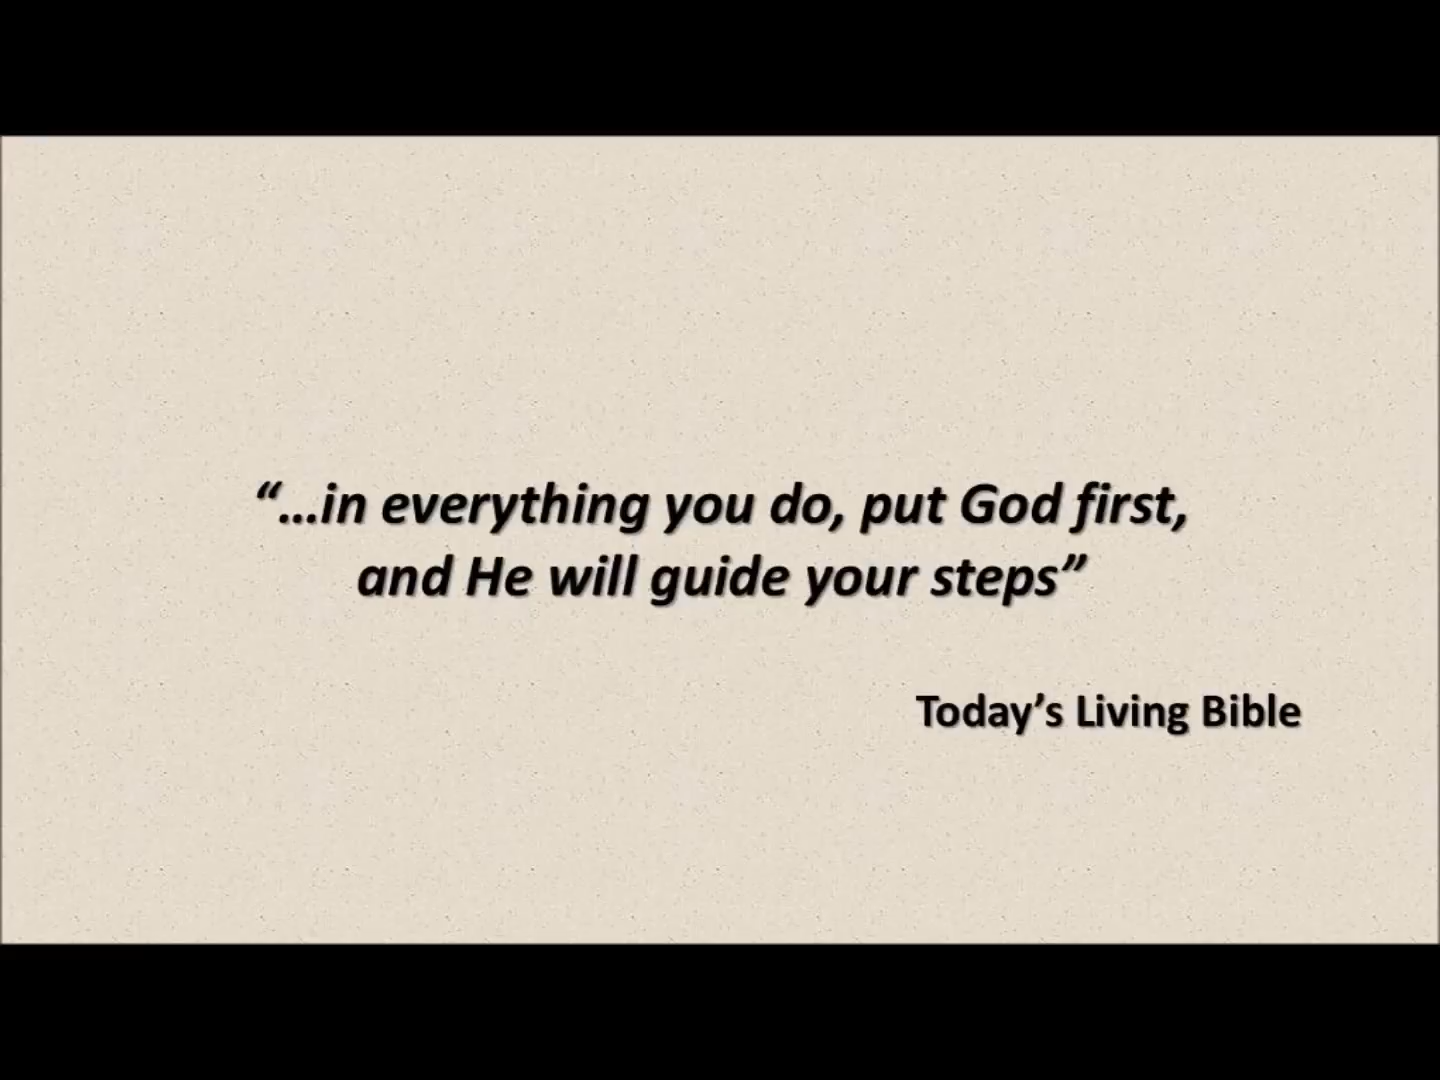 “…in everything you do, put God first,
and He will guide your steps”
Today’s Living Bible